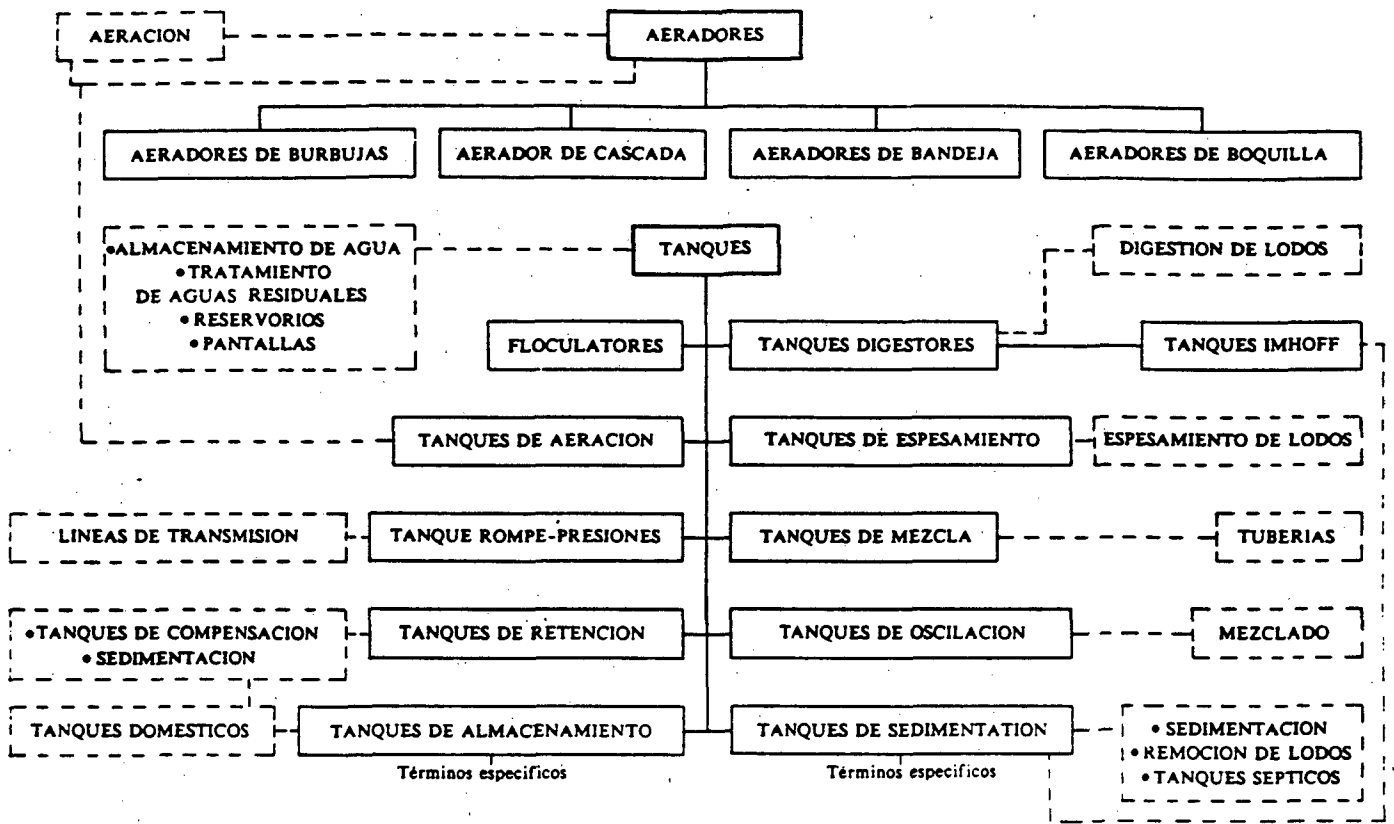 AERACION
AERADORES
AERADORES DE BURBUJAS
AERADOR DE CASCADA
AERADORES DE BANDEJA
AERADORES DE BOQUILLA
•ALMACENAMIENTO DE AGUA
•TRATAMIENTO
DE AGUAS RESIDUALES
•RESERVORIOS
•PANTALLAS
TANQUES
DIGESTION DE LODOS
FLOCULATORES
TANQUES DIGESTORES
TANQUES IMHOFF
TANQUES DE AERACION
TANQUES DE ESPESAMIENTO
ESPESAMIENTO DE LODOS
LINEAS DE TRANSMISION
TANQUE ROMPE-PRESIONES
TANQUES DE MEZCLA
TUBERIAS
•TANQUES DE COMPENSACION
•SEDIMENTACION
TANQUES DE RETENCION
TANQUES DE OSCILACION
MEZCLADO
TANQUES DOMESTICOS
TANQUES DE ALMACENAMIENTO
TANQUES DE SEDIMENTATION
• SEDIMENTACION
•REMOCION DE LODOS
•TANQUES SEPTICOS
Términos especificos
Términos especificos